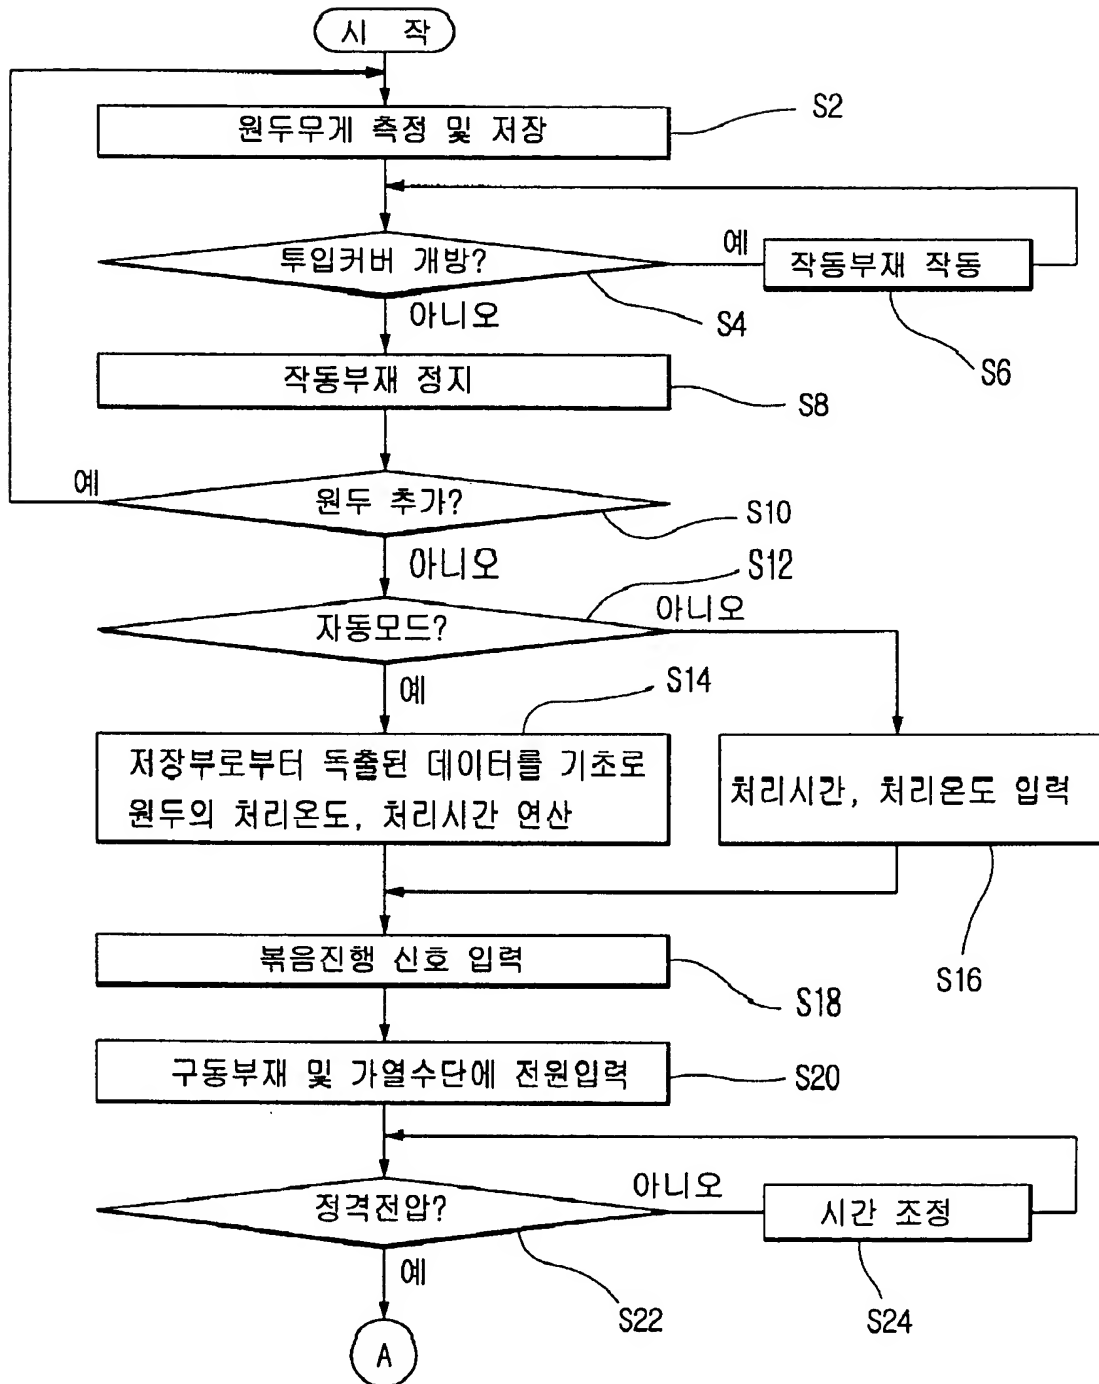 시 작
원두무게 측정 및 저장
S2
투입커버 개방?
예
작동부재 작동
S4
아니오
S6
작동부재 정지
S8
예
원두 추가?
S10
아니오
S12
자동모드?
아니오
예
S14
저장부로부터 독출된 데이터를 기초로
원두의 처리온도, 처리시간 연산
처리시간, 처리온도 입력
S16
볶음진행 신호 입력
S18
구동부재 및 가열수단에 전원입력
S20
정격전압?
아니오
시간 조정
예
S22
S24
A